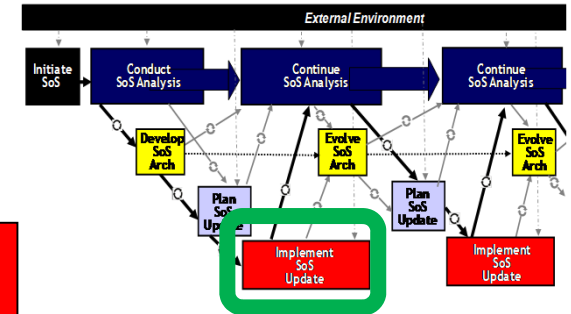 External Environment
Initiate
SoS
Conduct
SoS Analysis
Continue
SoS Analysis
Continue
SoS Analysis
Develop
SoS
Arch
Evolve
SoS
Arch
Evolve
SoS
Arch
Plan
SoS
Update
Plan
SoS
Update
Implement
SoS
Update
Implement
SoS
Update